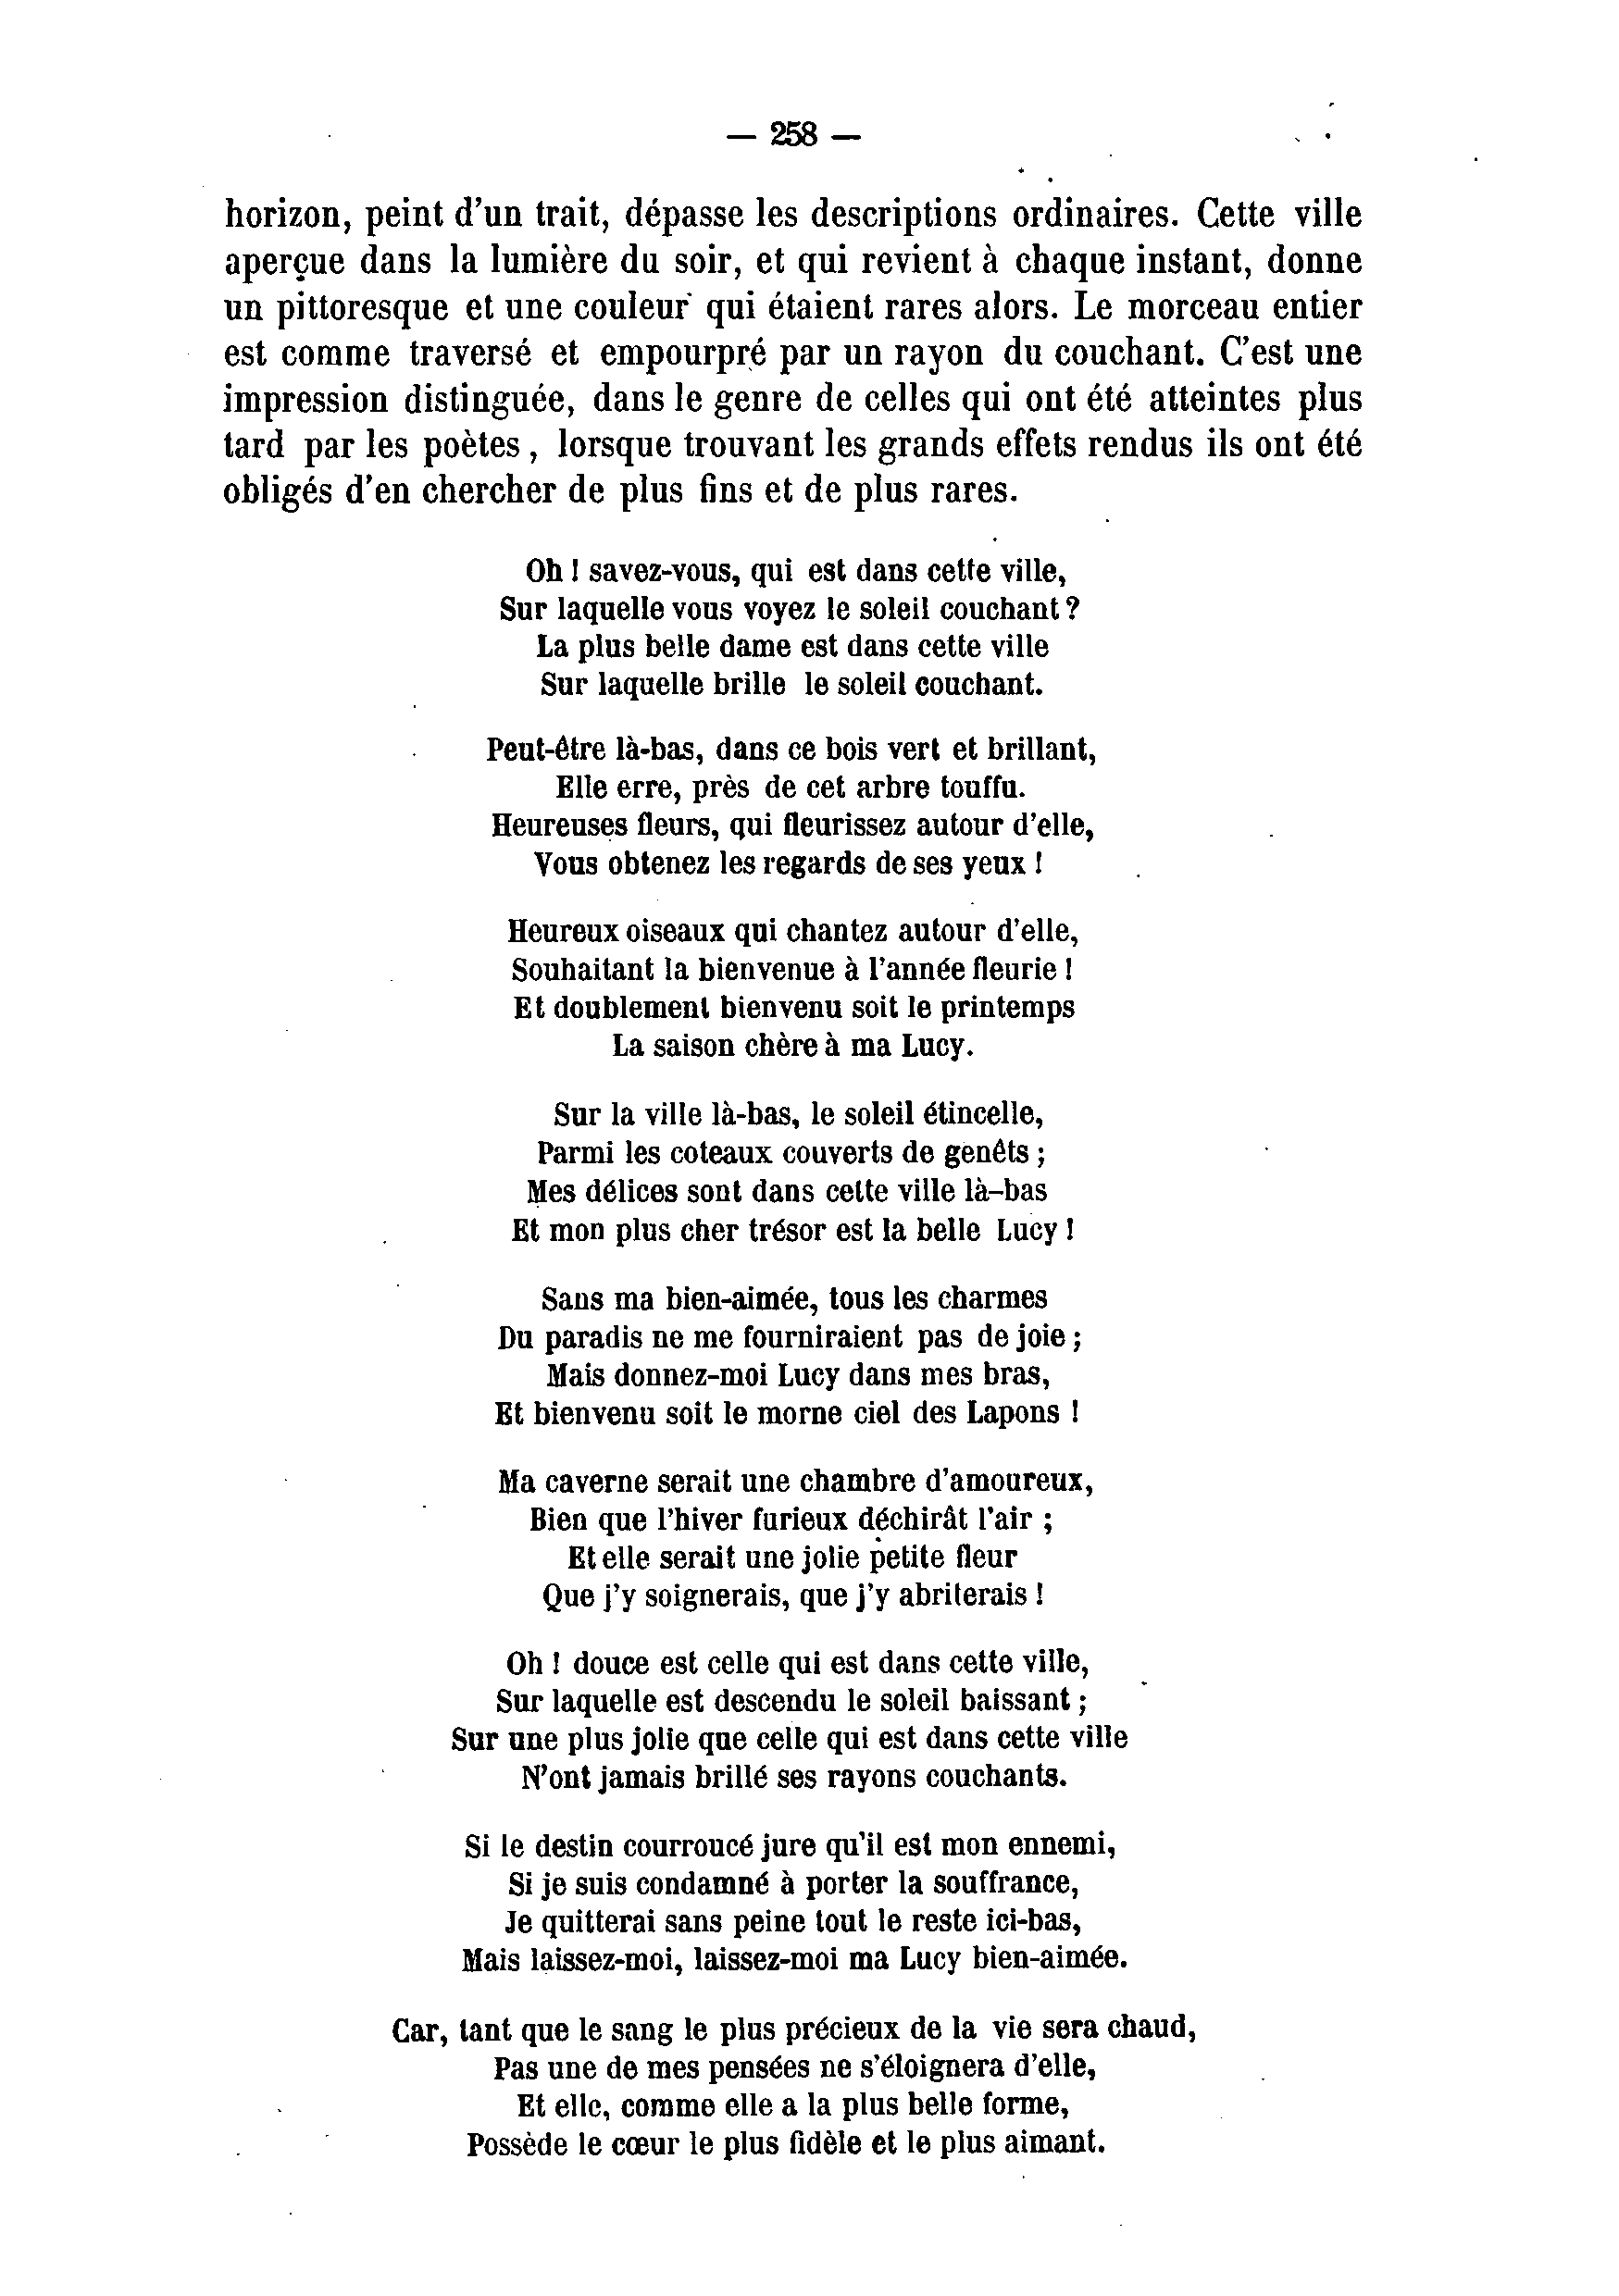 — 258 —
horizon, peint d'un trait, dépasse les descriptions ordinaires. Cette ville
aperçue dans la lumière du soir, et qui revient à chaque instant, donne
un pittoresque et une couleur qui étaient rares alors. Le morceau entier
est comme traversé et empourpré par un rayon du couchant. C'est une
impression distinguée, dans le genre de celles qui ont été atteintes plus
tard par les poètes, lorsque trouvant les grands effets rendus ils ont été
obligés d'en chercher de plus fins et de plus rares.
Oh ! savez-vous, qui est dans cette ville,
Sur laquelle vous voyez le soleil couchant ?
La plus belle dame est dans cette ville
Sur laquelle brille le soleil couchant.
Peut-être là-bas, dans ce bois vert et brillant,
Elle erre, près de cet arbre touffu.
Heureuses fleurs, qui fleurissez autour d'elle,
Vous obtenez les regards de ses yeux !
Heureux oiseaux qui chantez autour d'elle,
Souhaitant la bienvenue à l'année fleurie !
Et doublement bienvenu soit le printemps
La saison chère à ma Lucy.
Sur la ville là-bas, le soleil étincelle,
Parmi les coteaux couverts de genêts ;
Mes délices sont dans cette ville là-bas
Et mon plus cher trésor est la belle Lucy !
Sans ma bien-aimée, tous les charmes
Du paradis ne me fourniraient pas de joie ;
Mais donnez-moi Lucy dans mes bras,
Et bienvenu soit le morne ciel des Lapons !
Ma caverne serait une chambre d'amoureux,
Bien que l'hiver furieux déchirât l'air ;
Et elle serait une jolie petite fleur
Que j'y soignerais, que j'y abriterais !
Oh ! douce est celle qui est dans cette ville,
Sur laquelle est descendu le soleil baissant ;
Sur une plus jolie que celle qui est dans cette ville
N'ont jamais brillé ses rayons couchants.
Si le destin courroucé jure qu'il est mon ennemi,
Si je suis condamné à porter la souffrance,
Je quitterai sans peine tout le reste ici-bas,
Mais laissez-moi, laissez-moi ma Lucy bien-aimée.
Car, tant que le sang le plus précieux de la vie sera chaud,
Pas une de mes pensées ne s'éloignera d'elle,
Et elle, comme elle a la plus belle forme,
Possède le cœur le plus fidèle et le plus aimant.